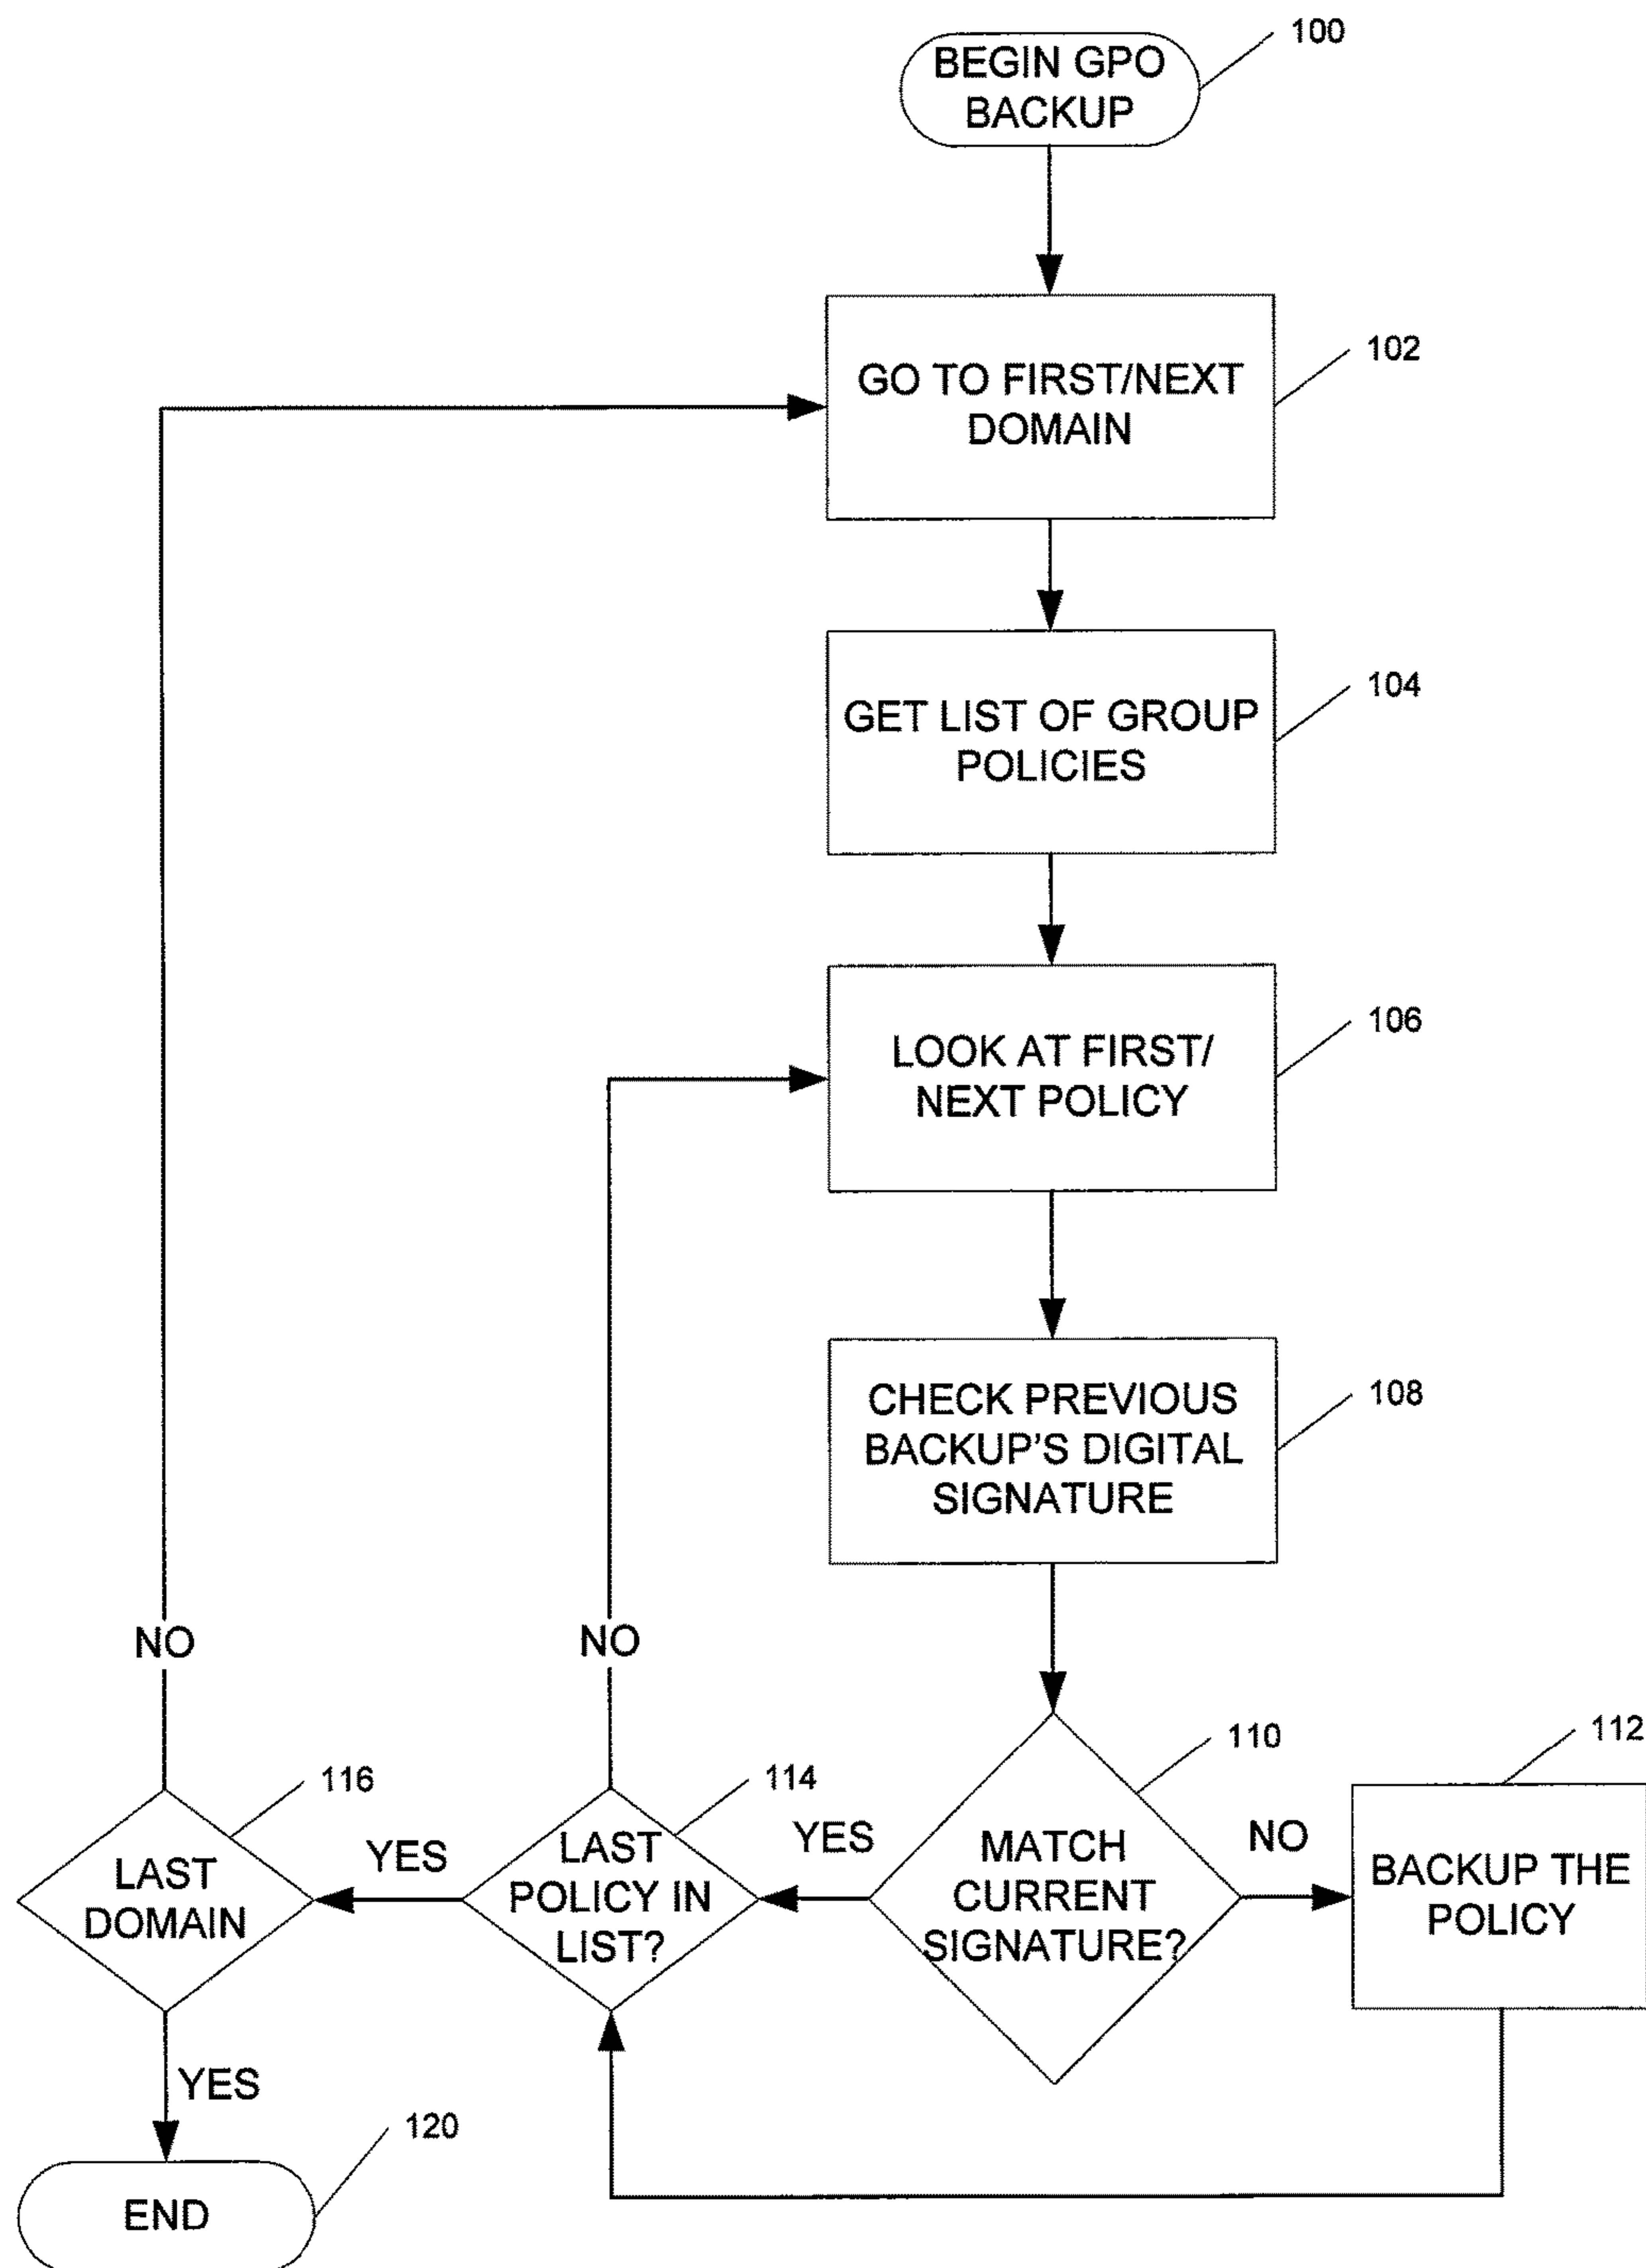 BEGIN GPO
BACKUP
100
GO TO FIRST/NEXT
DOMAIN
102
GET LIST OF GROUP
POLICIES
104
LOOK AT FIRST/
NEXT POLICY
106
CHECK PREVIOUS
BACKUP'S DIGITAL
SIGNATURE
108
NO
NO
116
LAST
DOMAIN
YES
114
LAST
POLICY IN
LIST?
YES
110
MATCH
CURRENT
SIGNATURE?
NO
112
BACKUP THE
POLICY
YES
120
END